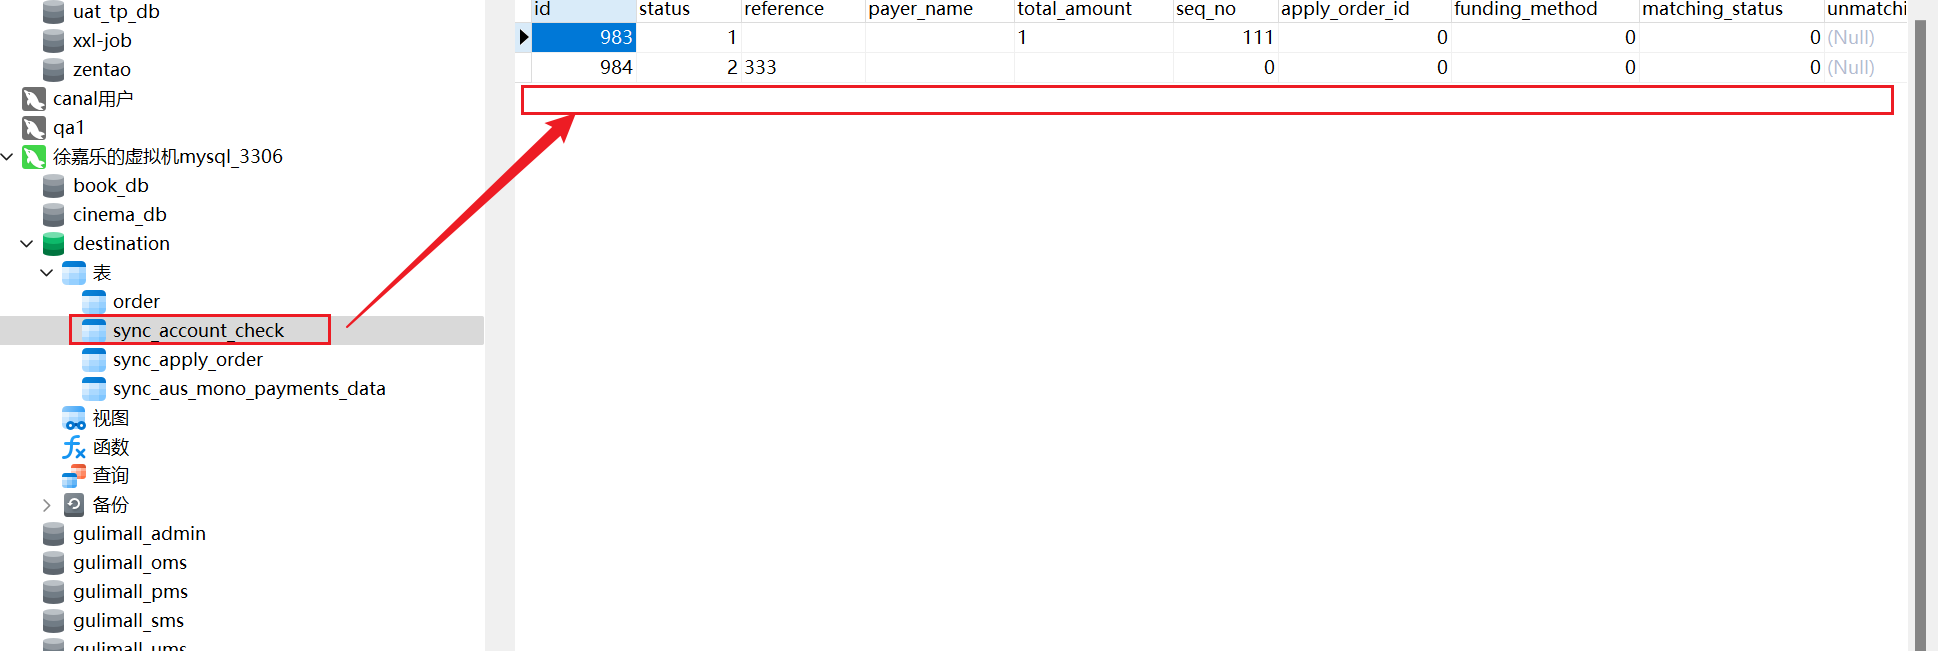 uat_tp_db
xxl-job
zentao
canal用户
qa1
徐嘉乐的虚拟机mysql_3306
book_db
cinema_db
destination
表
order
sync_account_check
sync_apply_order
sync_aus_mono_payments_data
视图
函数
查询
备份
gulimall_admin
gulimall_oms
gulimall_pms
gulimall_sms
gulimall_ums
id status reference payer_name total_amount seq_no apply_order_id funding_method matching_status unmatchi
983 1 1 111 0 0 0 (Null)
984 2 333 0 0 0 0 (Null)